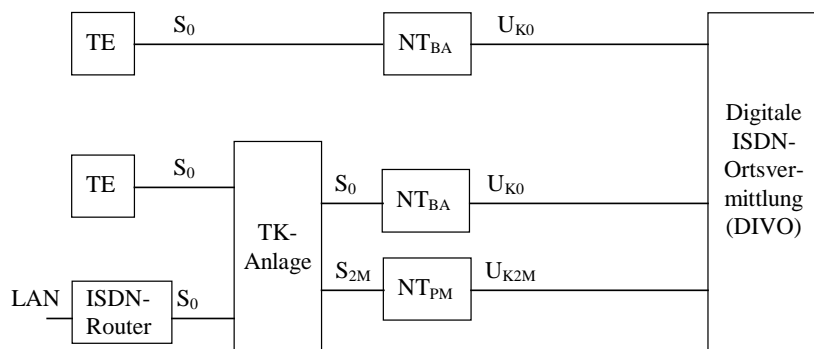 TE
S0
NTBA
UK0
Digitale
ISDN-
Ortsver-
mittlung
(DIVO)
TE
S0
TK-
Anlage
S0
NTBA
UK0
S2M
NTPM
UK2M
LAN
ISDN-
Router
S0